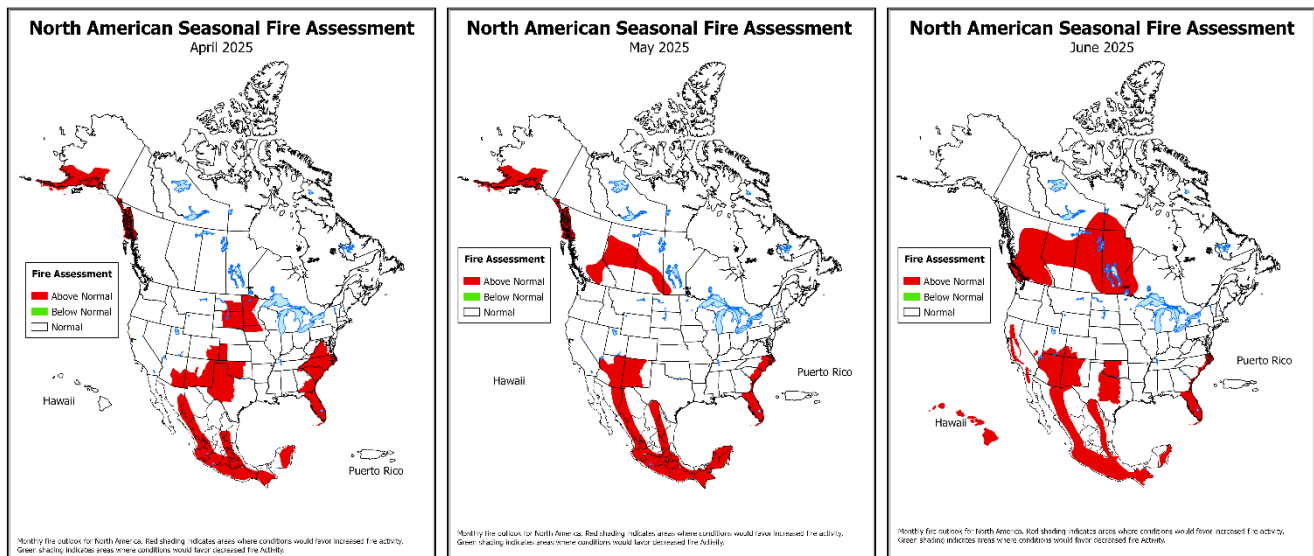 North American Seasonal Fire Assessment
April 2025
Fire Assessment
Above Normal
Below Normal
Normal
Hawaii
Puerto Rico
Monthly fire outlook for North America. Red shading indicates areas where conditions would favor increased fire activity.
Green shading indicates areas where conditions would favor decreased fire Activity.
North American Seasonal Fire Assessment
May 2025
Fire Assessment
Above Normal
Below Normal
Normal
Hawaii
Puerto Rico
Monthly fire outlook for North America. Red shading indicates areas where conditions would favor increased fire activity.
Green shading indicates areas where conditions would favor decreased fire Activity.
North American Seasonal Fire Assessment
June 2025
Fire Assessment
Above Normal
Below Normal
Normal
Puerto Rico
Hawaii
Monthly fire outlook for North America. Red shading indicates areas where conditions would favor increased fire activity.
Green shading indicates areas where conditions would favor decreased fire Activity.